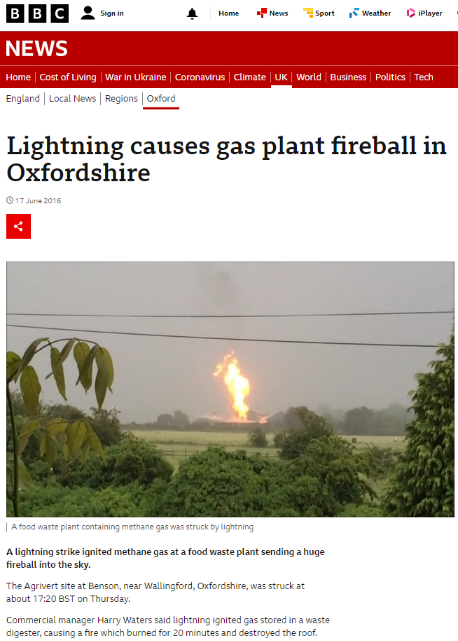 BBC Sign in Home News Sport Weather iPlayer
NEWS
Home Cost of Living War in Ukraine Coronavirus Climate UK World Business Politics Tech
England Local News Regions Oxford
Lightning causes gas plant fireball in
Oxfordshire
17 June 2016
A food waste plant containing methane gas was struck by lightning
A lightning strike ignited methane gas at a food waste plant sending a huge
fireball into the sky.
The Agrivert site at Benson, near Wallingford, Oxfordshire, was struck at
about 17:20 BST on Thursday.
Commercial manager Harry Waters said lightning ignited gas stored in a waste
digester, causing a fire which burned for 20 minutes and destroyed the roof.